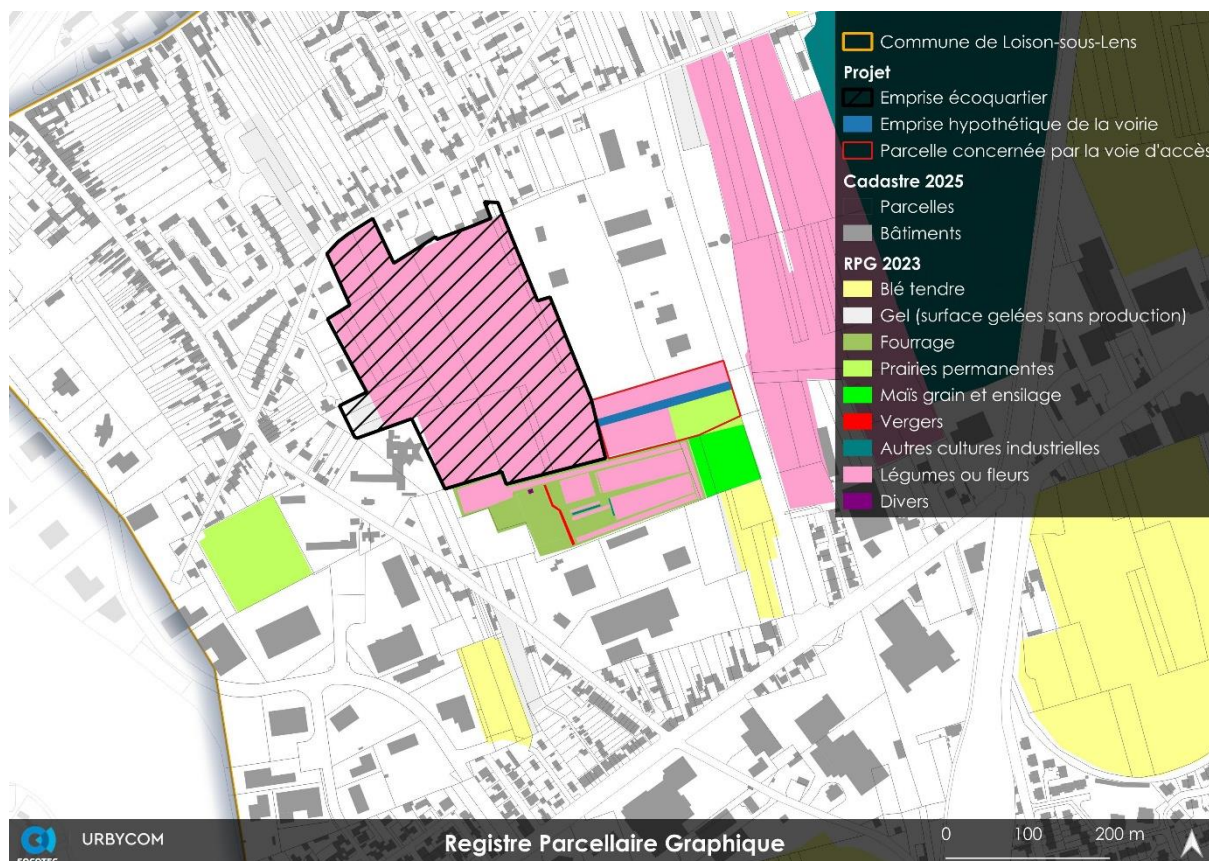 Commune de Loison-sous-Lens
Projet
Emprise écoquartier
Emprise hypothétique de la voirie
Parcelle concernée par la voie d'accès
Cadastre 2025
Parcelles
Bâtiments
RPG 2023
Blé tendre
Gel (surface gelées sans production)
Fourrage
Prairies permanentes
Maïs grain et ensilage
Vergers
Autres cultures industrielles
Légumes ou fleurs
Divers
URBYCOM
Registre Parcellaire Graphique
0 100 200 m
SOCOTEC